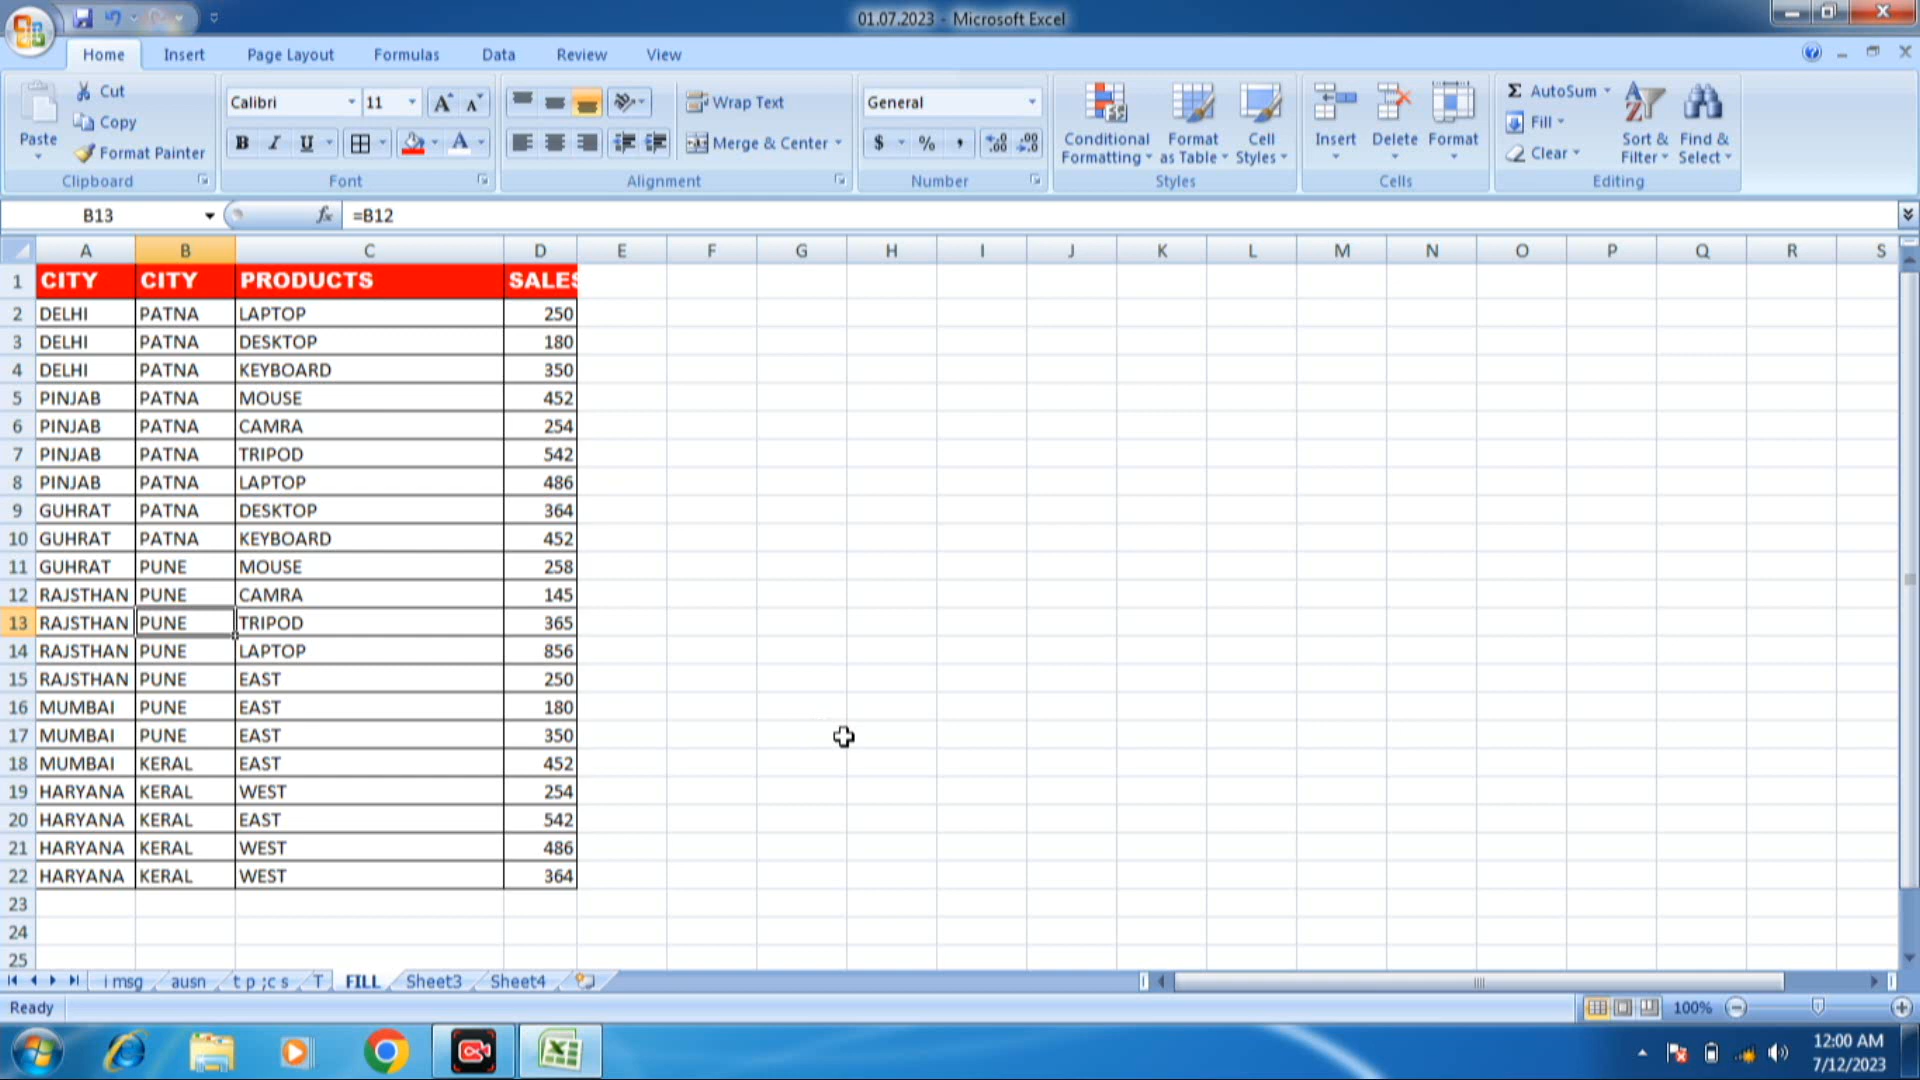 01.07.2023 - Microsoft Excel
Home Insert Page Layout Formulas Data Review View
Cut
Copy
Format Painter
Paste
Clipboard
Calibri 11
B I U
Font
Wrap Text
Merge & Center
Alignment
General
$ % ,
Number
Conditional Formatting
Format as Table
Cell Styles
Styles
Insert Delete Format
Cells
AutoSum
Fill
Clear
Sort & Filter
Find & Select
Editing
B13 fx =B12
A B C D E F G H I J K L M N O P Q R S
1 CITY CITY PRODUCTS SALES
2 DELHI PATNA LAPTOP 250
3 DELHI PATNA DESKTOP 180
4 DELHI PATNA KEYBOARD 350
5 PINJAB PATNA MOUSE 452
6 PINJAB PATNA CAMRA 254
7 PINJAB PATNA TRIPOD 542
8 PINJAB PATNA LAPTOP 486
9 GUHRAT PATNA DESKTOP 364
10 GUHRAT PATNA KEYBOARD 452
11 GUHRAT PUNE MOUSE 258
12 RAJSTHAN PUNE CAMRA 145
13 RAJSTHAN PUNE TRIPOD 365
14 RAJSTHAN PUNE LAPTOP 856
15 RAJSTHAN PUNE EAST 250
16 MUMBAI PUNE EAST 180
17 MUMBAI PUNE EAST 350
18 MUMBAI KERAL EAST 452
19 HARYANA KERAL WEST 254
20 HARYANA KERAL EAST 542
21 HARYANA KERAL WEST 486
22 HARYANA KERAL WEST 364
23
24
25
i msg ausn t p ;c s T FILL Sheet3 Sheet4
Ready 100%
12:00 AM
7/12/2023